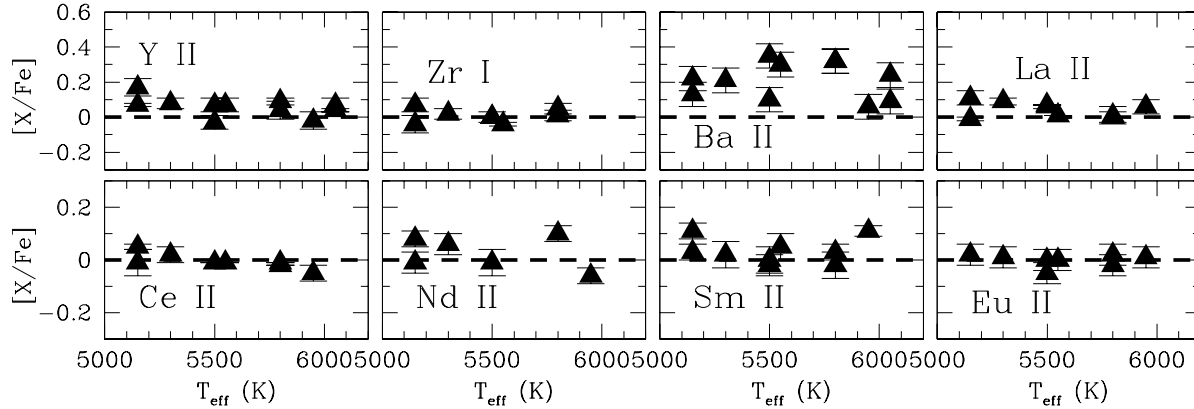 0.6
0.4
0.2
0
−0.2
[X/Fe]
Y II
Zr I
Ba II
La II
0.2
0
−0.2
[X/Fe]
Ce II
Nd II
Sm II
Eu II
5000 5500 6000 5000 5500 6000 5000 5500 6000 5000 5500 6000
T_eff (K) T_eff (K) T_eff (K) T_eff (K)